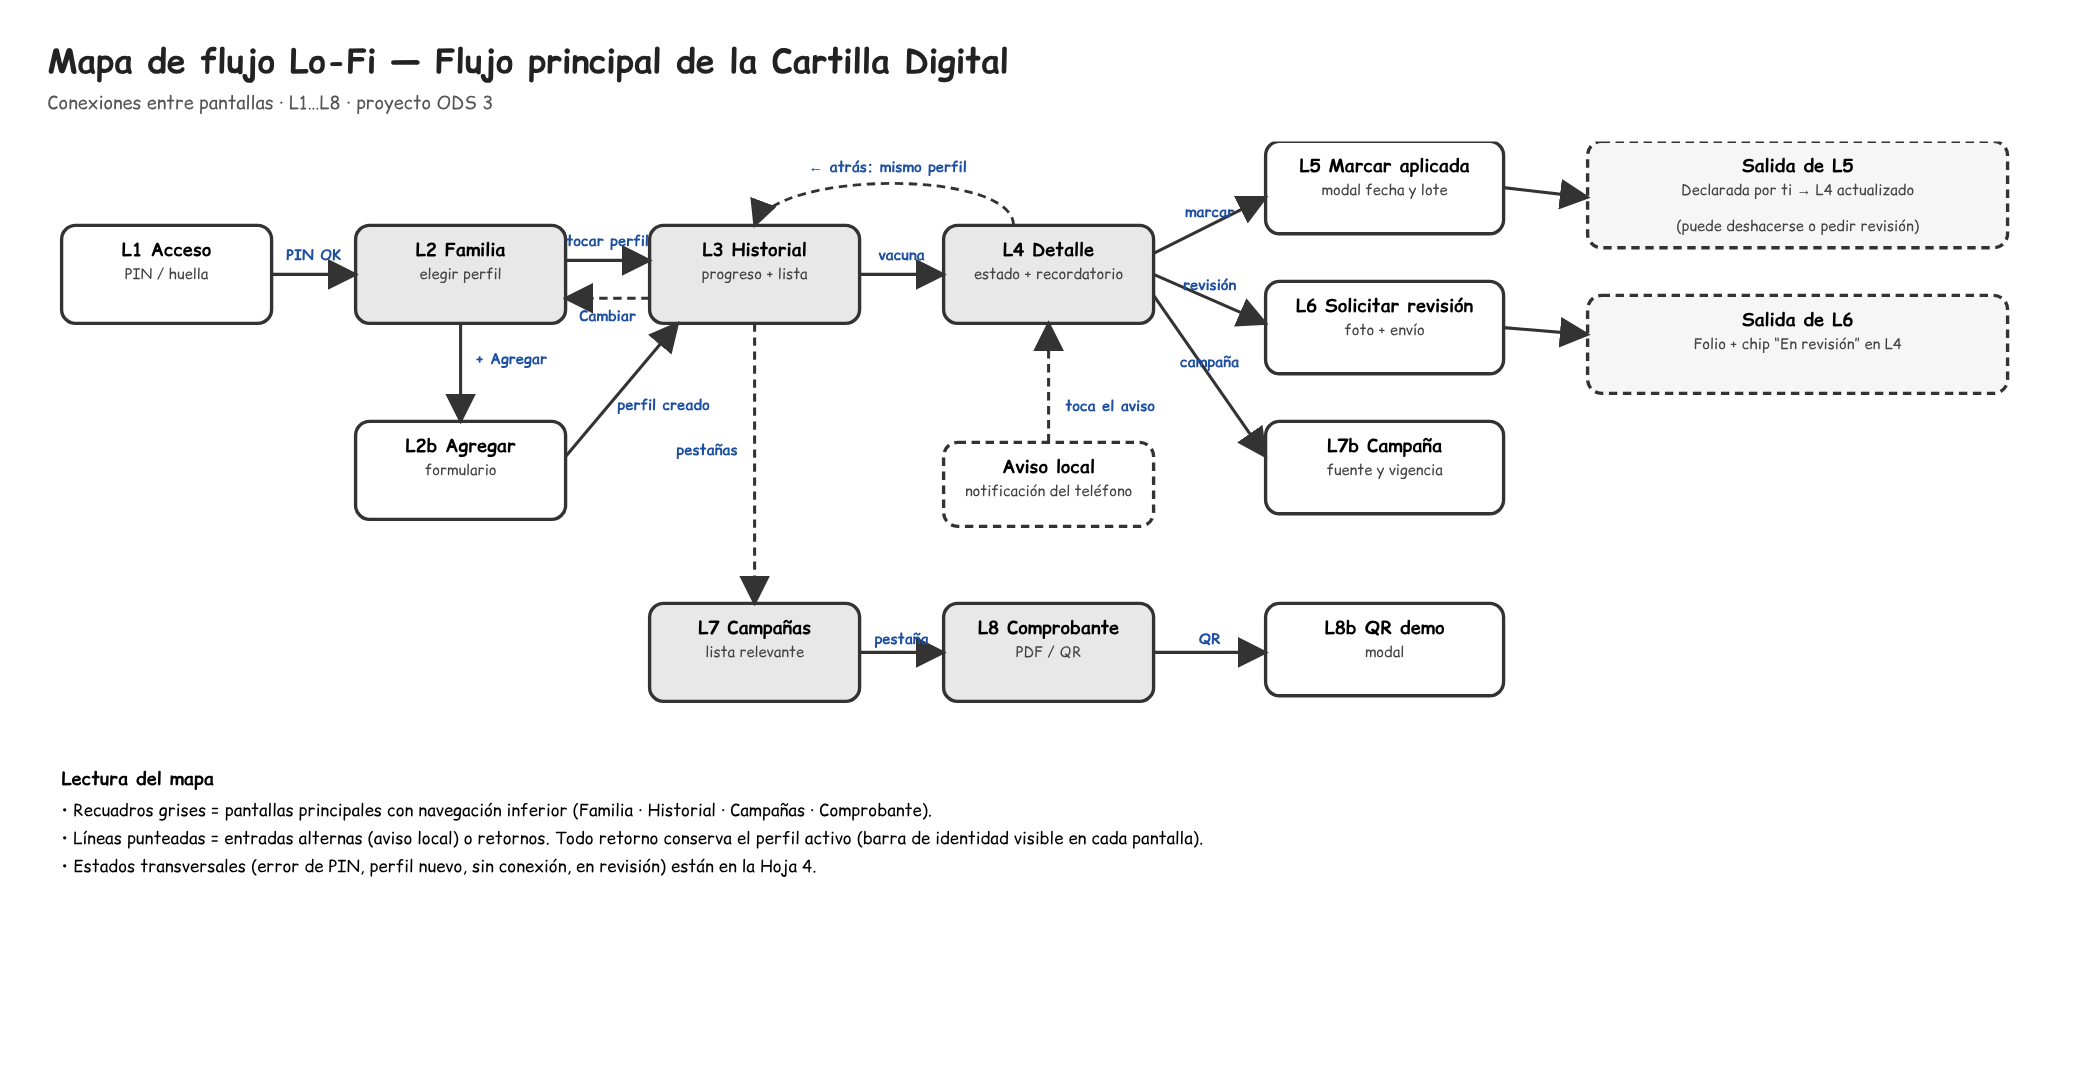 Mapa de flujo Lo-Fi — Flujo principal de la Cartilla Digital
Conexiones entre pantallas · L1...L8 · proyecto ODS 3
← atrás: mismo perfil
L1 Acceso
PIN / huella
PIN OK
L2 Familia
elegir perfil
tocar perfil
Cambiar
L3 Historial
progreso + lista
vacuna
L4 Detalle
estado + recordatorio
marcar
revisión
campaña
L5 Marcar aplicada
modal fecha y lote
Salida de L5
Declarada por ti → L4 actualizado
(puede deshacerse o pedir revisión)
L6 Solicitar revisión
foto + envío
Salida de L6
Folio + chip "En revisión" en L4
+ Agregar
L2b Agregar
formulario
perfil creado
pestañas
toca el aviso
Aviso local
notificación del teléfono
L7b Campaña
fuente y vigencia
L7 Campañas
lista relevante
pestaña
L8 Comprobante
PDF / QR
QR
L8b QR demo
modal
Lectura del mapa
• Recuadros grises = pantallas principales con navegación inferior (Familia · Historial · Campañas · Comprobante).
• Líneas punteadas = entradas alternas (aviso local) o retornos. Todo retorno conserva el perfil activo (barra de identidad visible en cada pantalla).
• Estados transversales (error de PIN, perfil nuevo, sin conexión, en revisión) están en la Hoja 4.